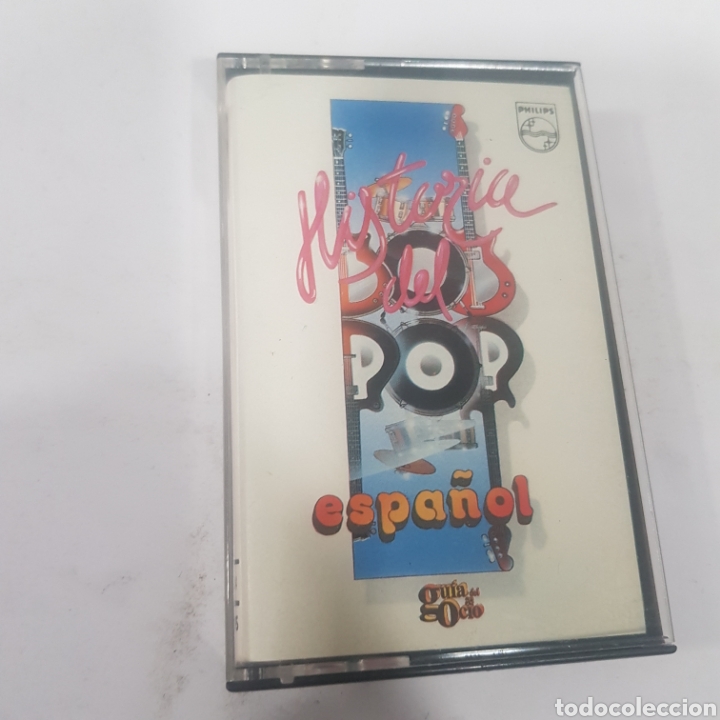 PHILIPS
Historia
del
POP
español
guía del
Ocio
todocoleccion